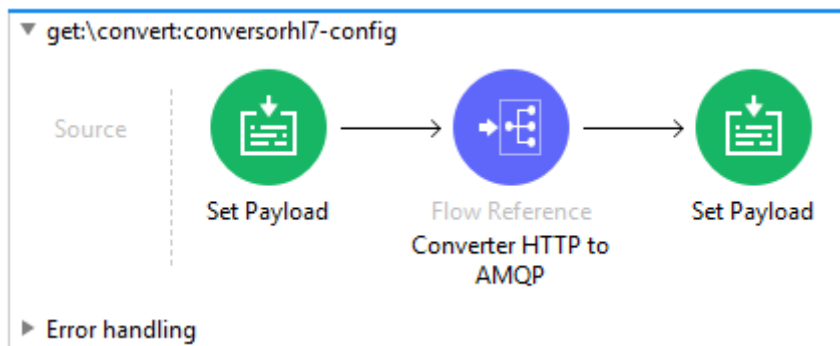 get:\convert:conversorhl7-config
Source
Set Payload
Flow Reference
Converter HTTP to
AMQP
Set Payload
Error handling